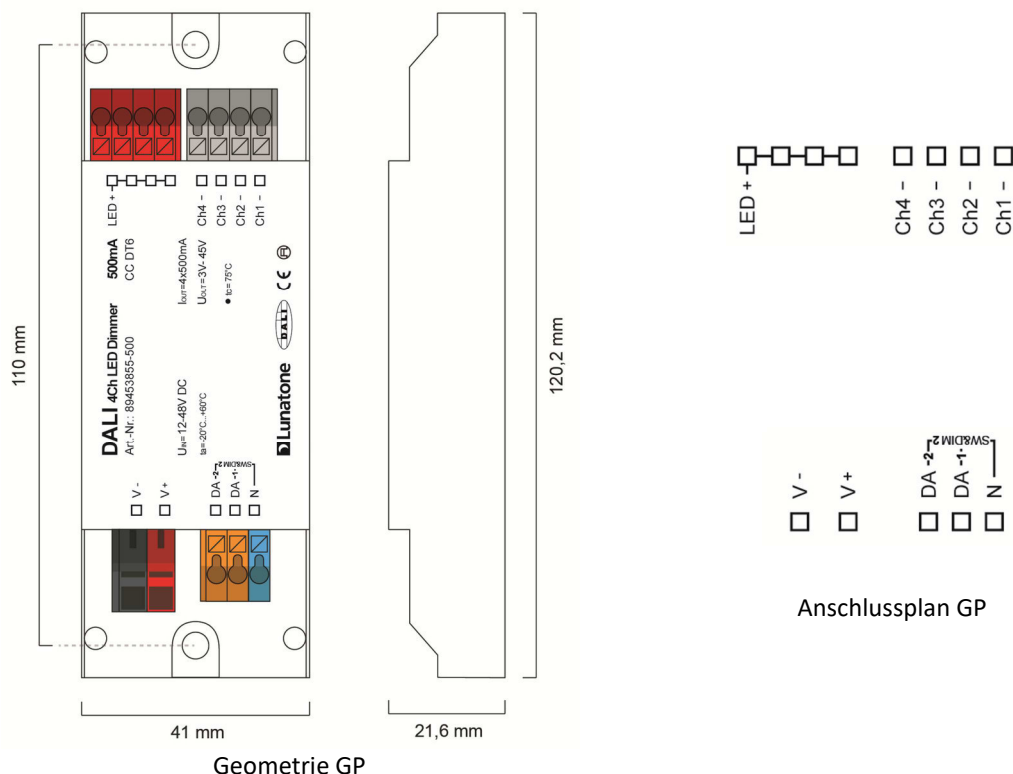 LED +
Ch4 –
Ch3 –
Ch2 –
Ch1 –
DALI 4Ch LED Dimmer 500mA
Art.-Nr.: 89453855-500 CC DT6
IOUT=4x500mA
UOUT=3V- 45V
● tc= 75°C
UIN=12-48V DC
ta=-20°C...+60°C
Lunatone DALI CE
V -
V +
DA -2-
DA -1-
N
SW&DIM 2
110 mm
120,2 mm
41 mm
21,6 mm
Geometrie GP
LED +
Ch4 –
Ch3 –
Ch2 –
Ch1 –
V -
V +
DA -2-
DA -1-
N
SW&DIM 2
Anschlussplan GP